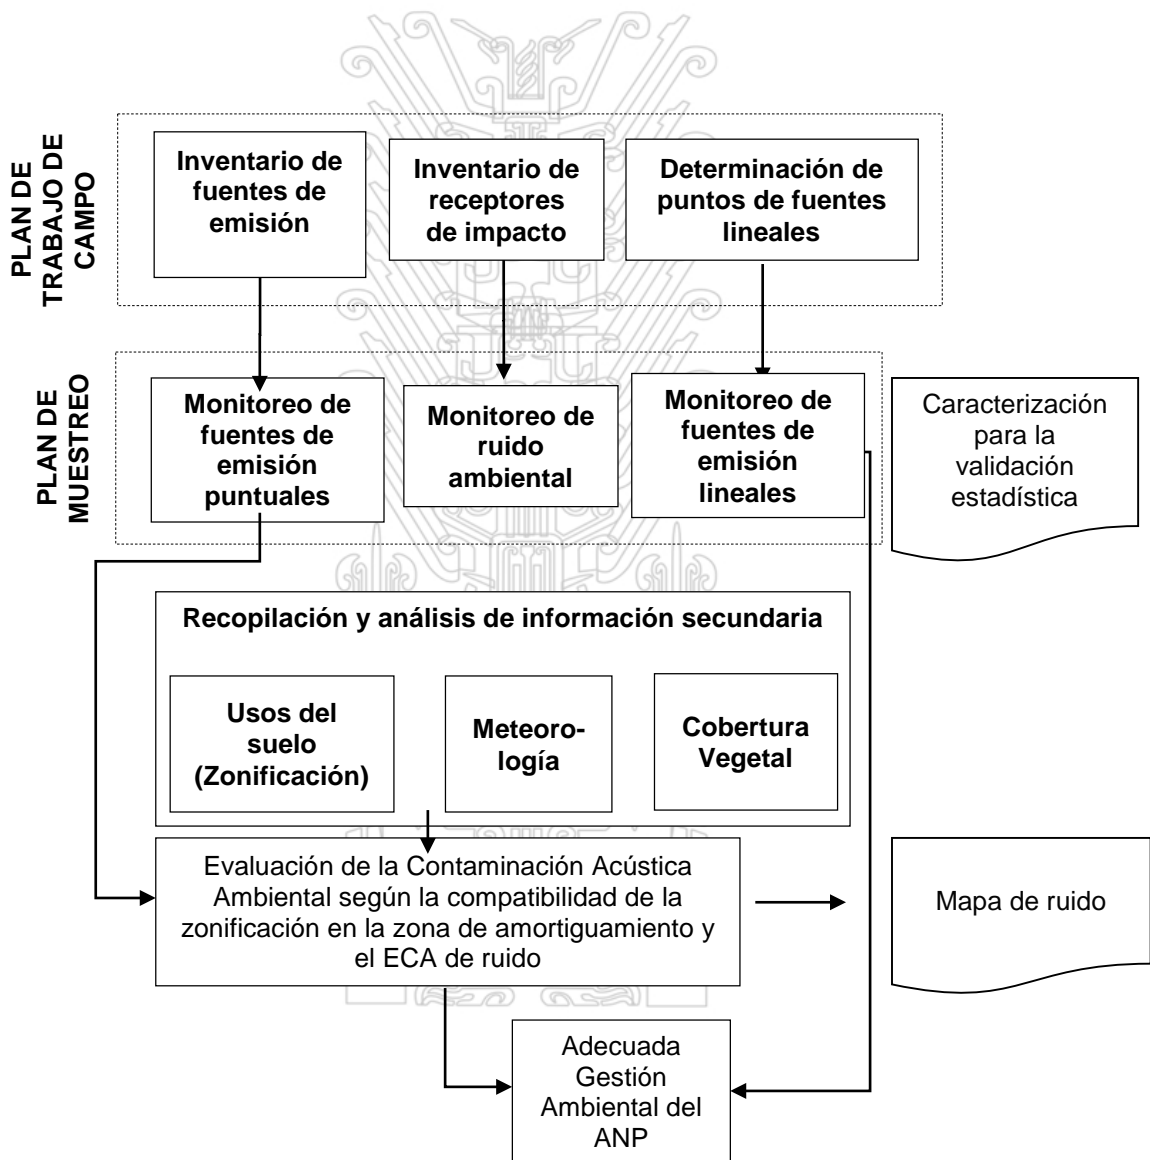 PLAN DE
TRABAJO DE
CAMPO
Inventario de
fuentes de
emisión
Inventario de
receptores
de impacto
Determinación de
puntos de fuentes
lineales
PLAN DE
MUESTREO
Monitoreo de
fuentes de
emisión
puntuales
Monitoreo de
ruido
ambiental
Monitoreo de
fuentes de
emisión
lineales
Caracterización
para la
validación
estadística
Recopilación y análisis de información secundaria
Usos del
suelo
(Zonificación)
Meteoro-
logía
Cobertura
Vegetal
Evaluación de la Contaminación Acústica
Ambiental según la compatibilidad de la
zonificación en la zona de amortiguamiento y
el ECA de ruido
Mapa de ruido
Adecuada
Gestión
Ambiental del
ANP